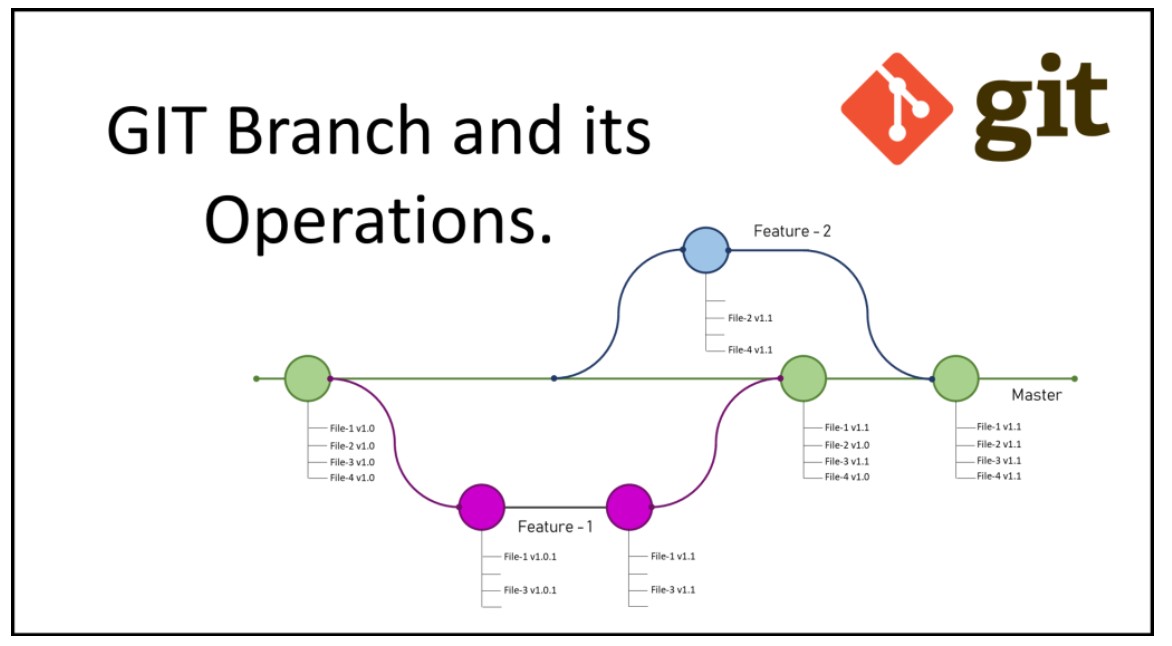 GIT Branch and its
Operations.
git
Feature - 2
File-2 v1.1
File-4 v1.1
Master
File-1 v1.0
File-2 v1.0
File-3 v1.0
File-4 v1.0
File-1 v1.1
File-2 v1.0
File-3 v1.1
File-4 v1.0
File-1 v1.1
File-2 v1.1
File-3 v1.1
File-4 v1.1
Feature - 1
File-1 v1.0.1
File-3 v1.0.1
File-1 v1.1
File-3 v1.1